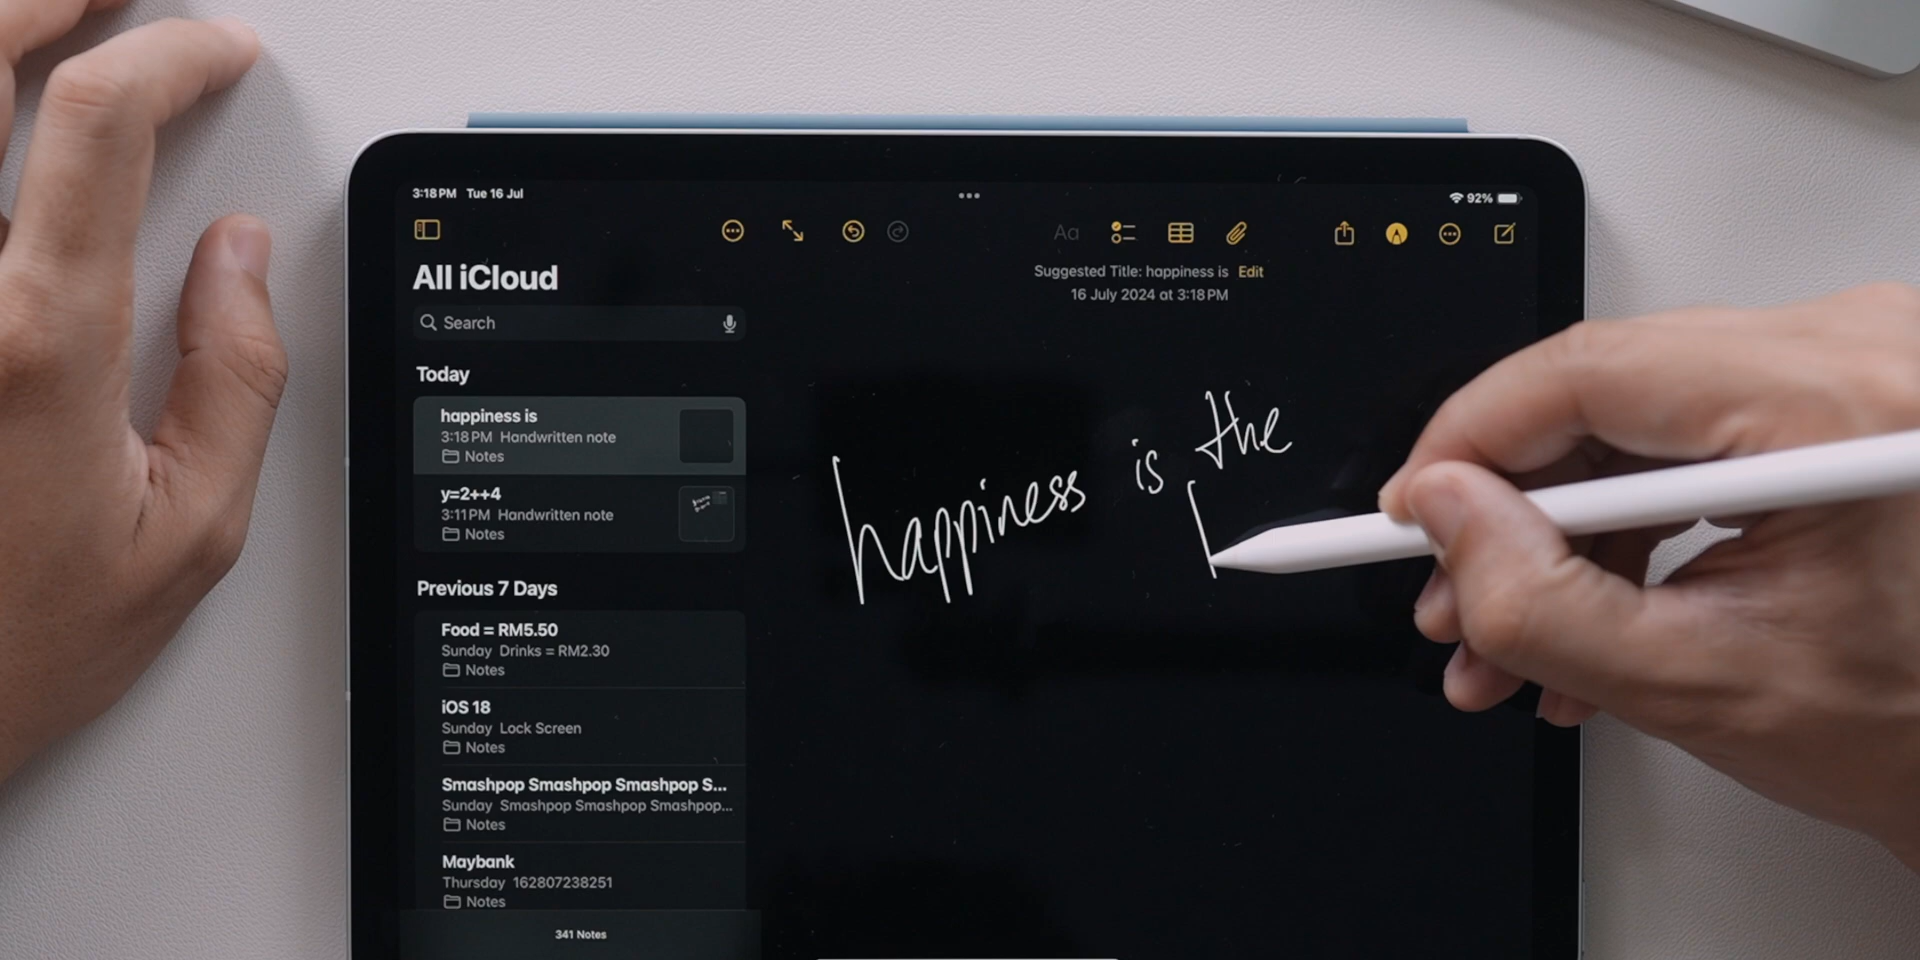 3:18 PM Tue 16 Jul
92%
Aa
All iCloud
Search
Today
happiness is
3:18 PM Handwritten note
Notes
y=2++4
3:11 PM Handwritten note
Notes
Previous 7 Days
Food = RM5.50
Sunday Drinks = RM2.30
Notes
iOS 18
Sunday Lock Screen
Notes
Smashpop Smashpop Smashpop S...
Sunday Smashpop Smashpop Smashpop...
Notes
Maybank
Thursday 162807238251
Notes
341 Notes
Suggested Title: happiness is Edit
16 July 2024 at 3:18 PM
happiness is the